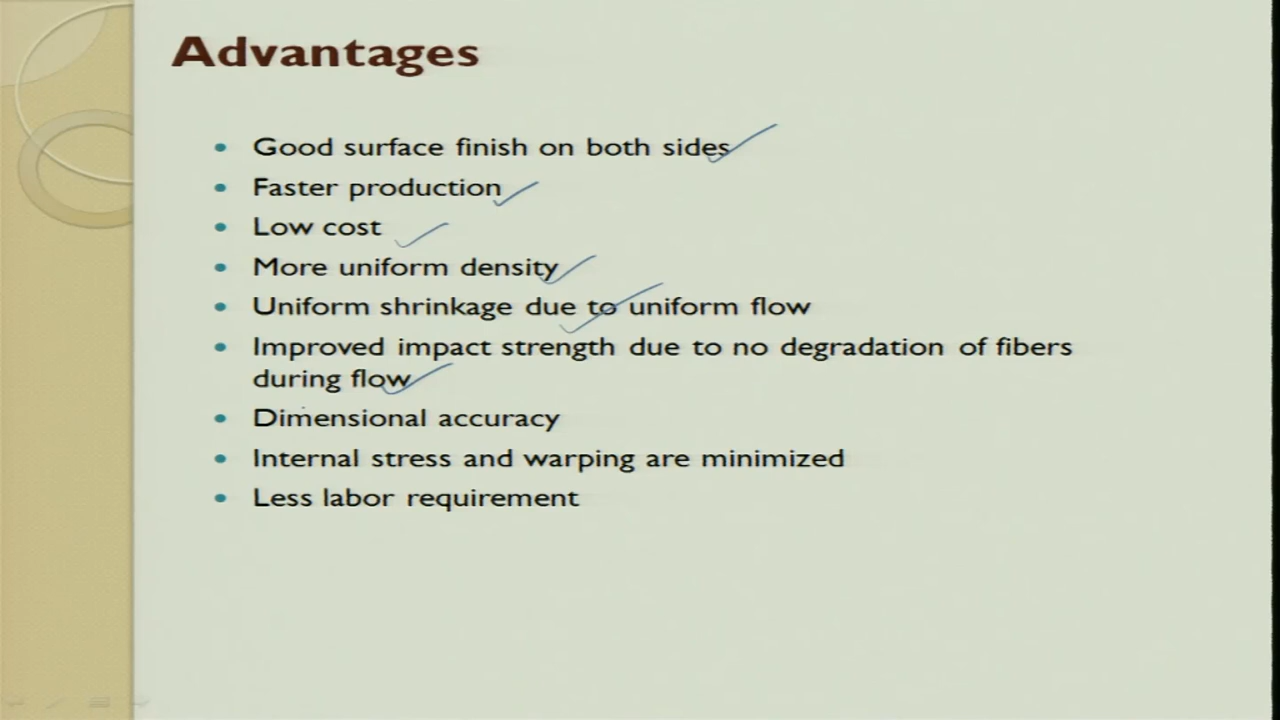 Advantages
Good surface finish on both sides
Faster production
Low cost
More uniform density
Uniform shrinkage due to uniform flow
Improved impact strength due to no degradation of fibers
during flow
Dimensional accuracy
Internal stress and warping are minimized
Less labor requirement